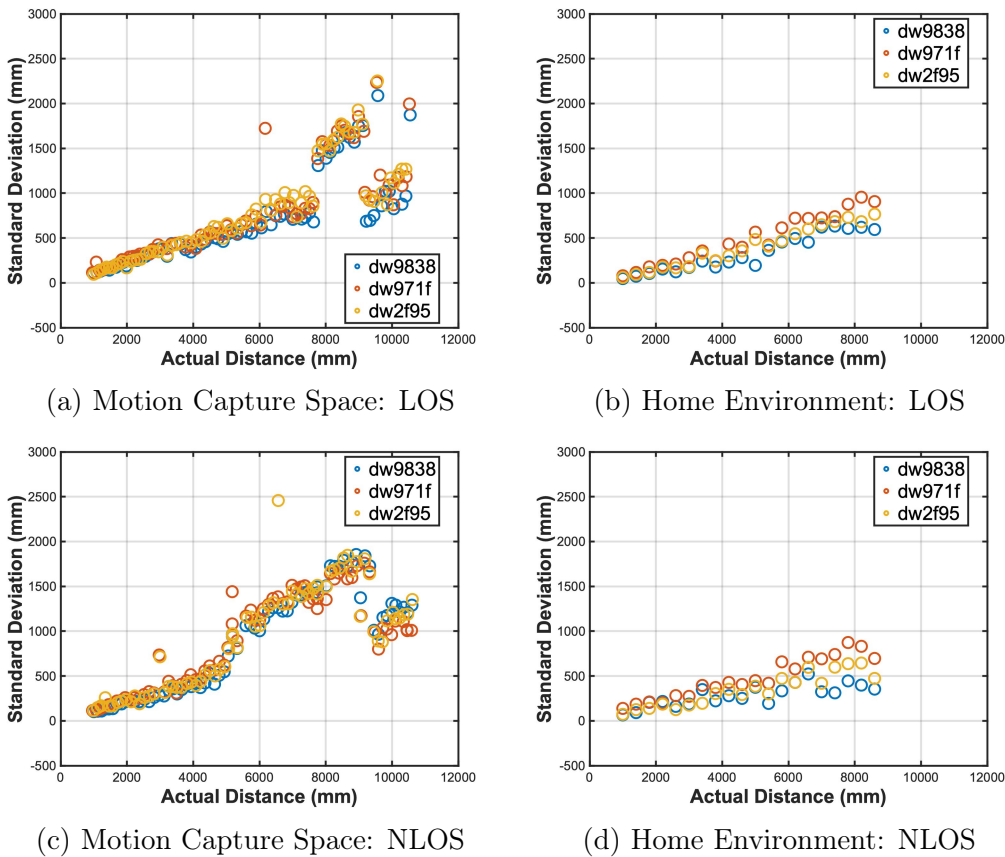 3000
2500
2000
1500
1000
500
0
-500
Standard Deviation (mm)
0 2000 4000 6000 8000 10000 12000
Actual Distance (mm)
dw9838
dw971f
dw2f95
(a) Motion Capture Space: LOS
3000
2500
2000
1500
1000
500
0
-500
Standard Deviation (mm)
0 2000 4000 6000 8000 10000 12000
Actual Distance (mm)
dw9838
dw971f
dw2f95
(b) Home Environment: LOS
3000
2500
2000
1500
1000
500
0
-500
Standard Deviation (mm)
0 2000 4000 6000 8000 10000 12000
Actual Distance (mm)
dw9838
dw971f
dw2f95
(c) Motion Capture Space: NLOS
3000
2500
2000
1500
1000
500
0
-500
Standard Deviation (mm)
0 2000 4000 6000 8000 10000 12000
Actual Distance (mm)
dw9838
dw971f
dw2f95
(d) Home Environment: NLOS